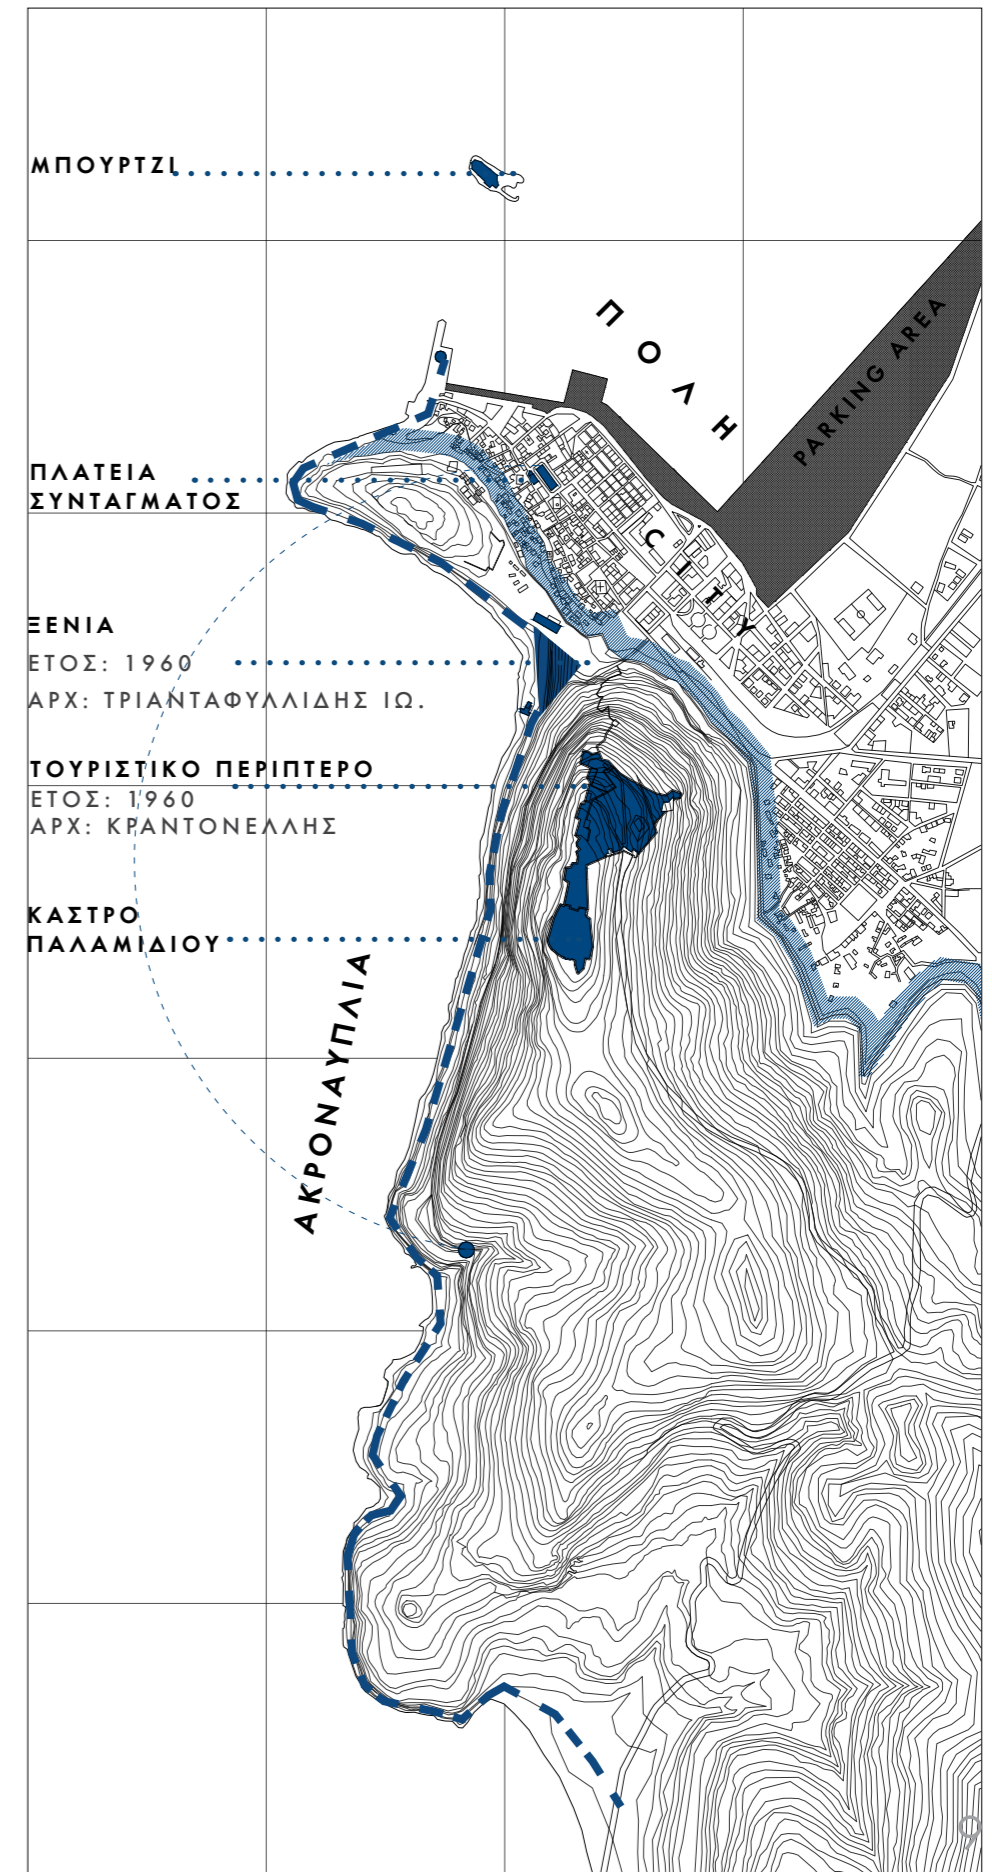 ΜΠΟΥΡΤΖΙ
ΠΟΛΗ
PARKING AREA
ΠΛΑΤΕΙΑ
ΣΥΝΤΑΓΜΑΤΟΣ
CITY
ΞΕΝΙΑ
ΕΤΟΣ: 1960
ΑΡΧ: ΤΡΙΑΝΤΑΦΥΛΛΙΔΗΣ ΙΩ.
ΤΟΥΡΙΣΤΙΚΟ ΠΕΡΙΠΤΕΡΟ
ΕΤΟΣ: 1960
ΑΡΧ: ΚΡΑΝΤΟΝΕΛΛΗΣ
ΚΑΣΤΡΟ
ΠΑΛΑΜΙΔΙΟΥ
ΑΚΡΟΝΑΥΠΛΙΑ
9